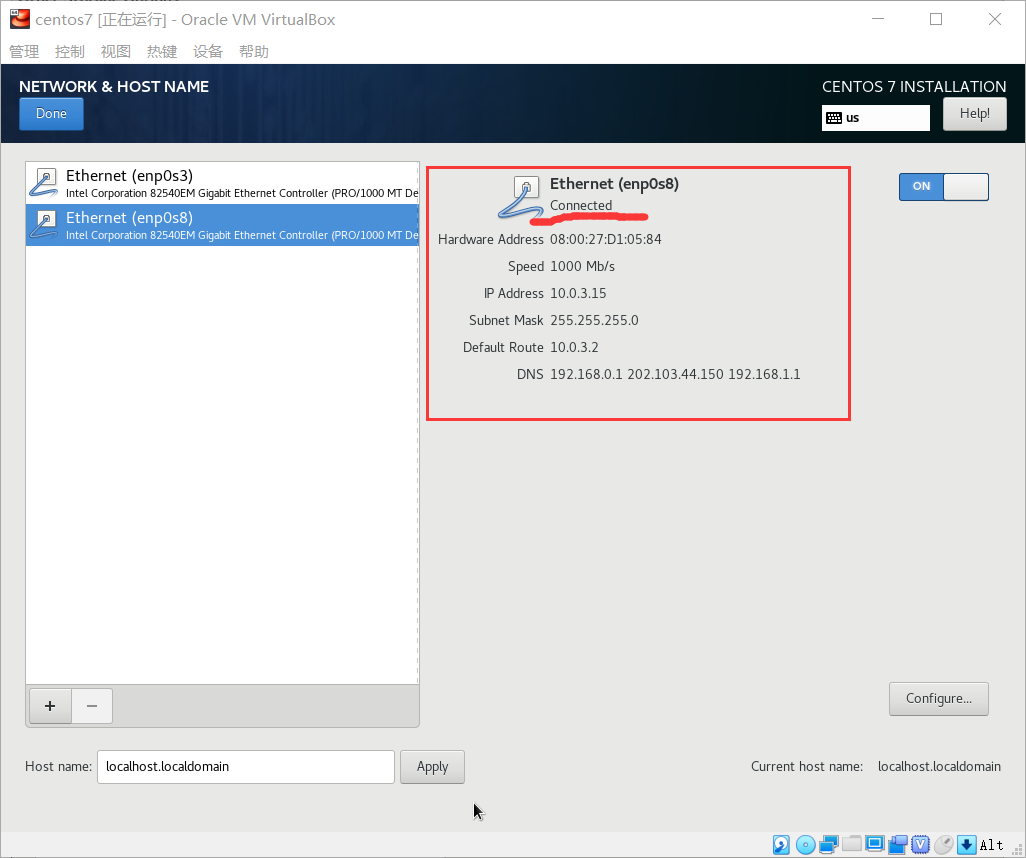 centos7 [正在运行] - Oracle VM VirtualBox
管理 控制 视图 热键 设备 帮助
NETWORK & HOST NAME
CENTOS 7 INSTALLATION
Done
us
Help!
Ethernet (enp0s3)
Intel Corporation 82540EM Gigabit Ethernet Controller (PRO/1000 MT De
Ethernet (enp0s8)
Intel Corporation 82540EM Gigabit Ethernet Controller (PRO/1000 MT De
Ethernet (enp0s8)
Connected
ON
Hardware Address 08:00:27:D1:05:84
Speed 1000 Mb/s
IP Address 10.0.3.15
Subnet Mask 255.255.255.0
Default Route 10.0.3.2
DNS 192.168.0.1 202.103.44.150 192.168.1.1
+ −
Configure...
Host name: localhost.localdomain Apply
Current host name: localhost.localdomain
Alt